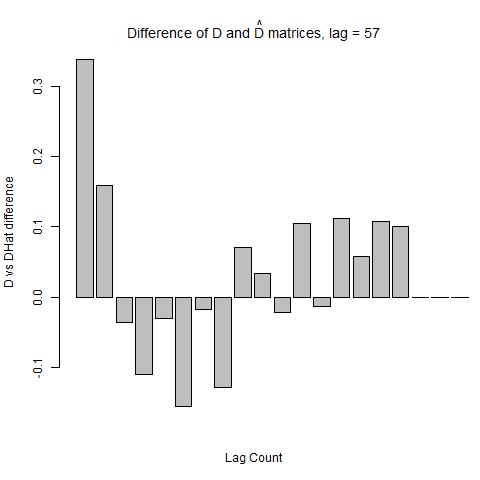 Difference of D and D̂ matrices, lag = 57
D vs DHat difference
0.3
0.2
0.1
0.0
-0.1
Lag Count